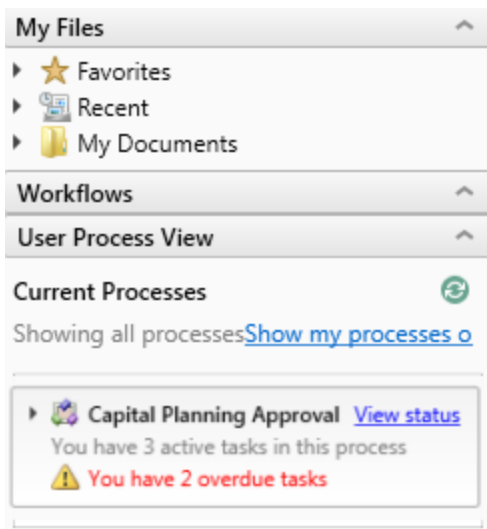 My Files
Favorites
Recent
My Documents
Workflows
User Process View
Current Processes
Showing all processesShow my processes o
Capital Planning Approval View status
You have 3 active tasks in this process
You have 2 overdue tasks